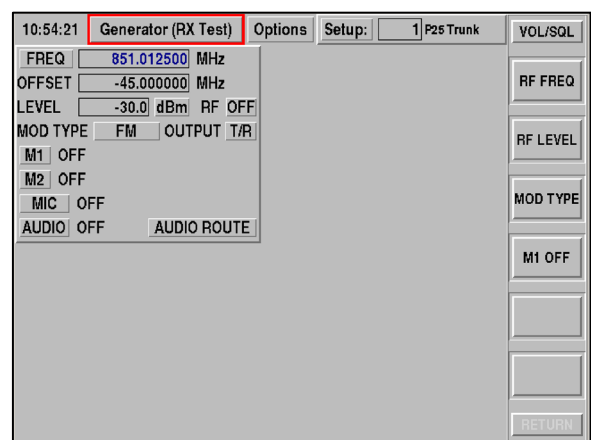 10:54:21 Generator (RX Test) Options Setup: 1 P25 Trunk VOL/SQL
FREQ 851.012500 MHz
OFFSET -45.000000 MHz
LEVEL -30.0 dBm RF OFF
MOD TYPE FM OUTPUT T/R
M1 OFF
M2 OFF
MIC OFF
AUDIO OFF AUDIO ROUTE
RF FREQ
RF LEVEL
MOD TYPE
M1 OFF
RETURN